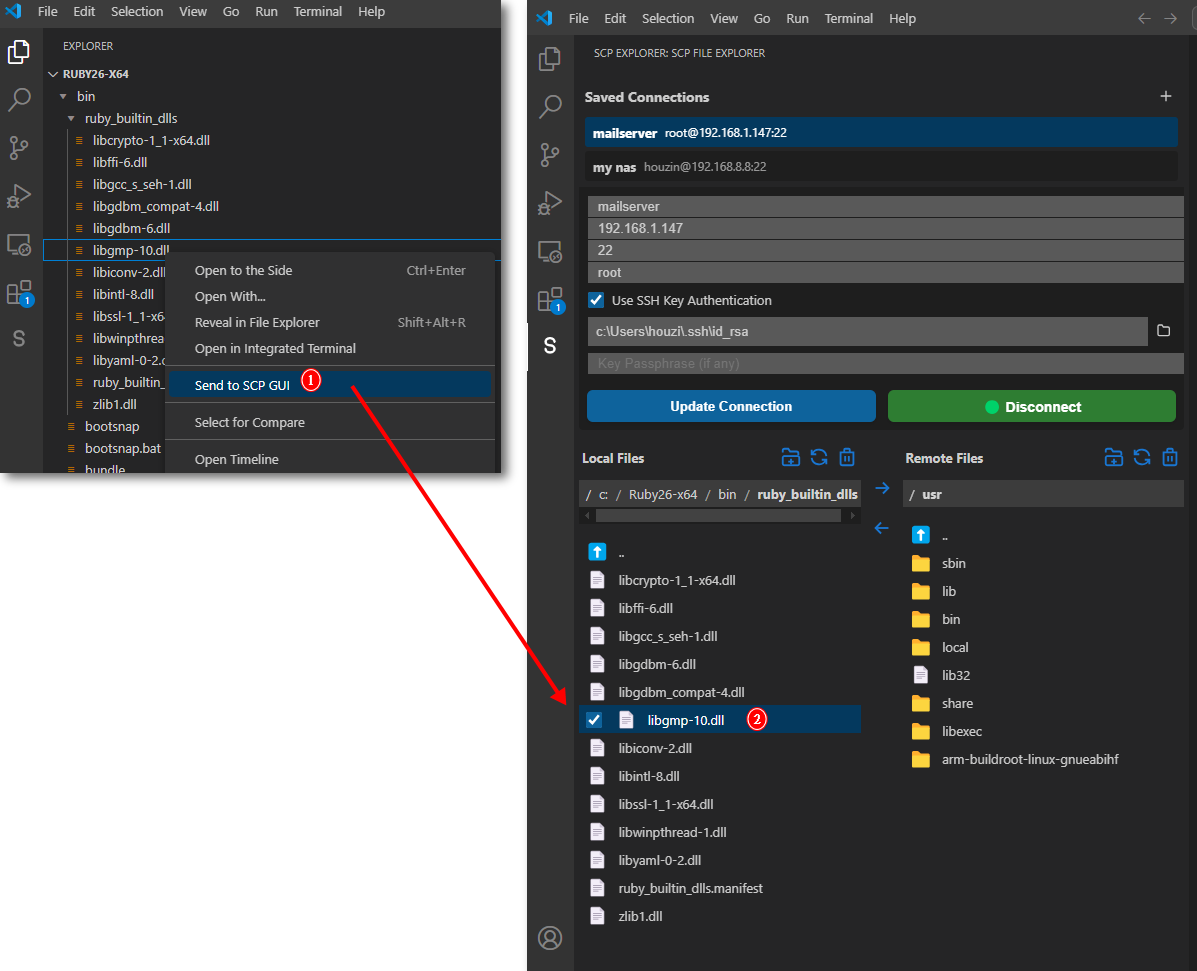 File Edit Selection View Go Run Terminal Help
EXPLORER
RUBY26-X64
bin
ruby_builtin_dlls
libcrypto-1_1-x64.dll
libffi-6.dll
libgcc_s_seh-1.dll
libgdbm_compat-4.dll
libgdbm-6.dll
libgmp-10.dll
libiconv-2.dll
libintl-8.dll
libssl-1_1-x6
libwinpthrea
libyaml-0-2.
ruby_builtin_
zlib1.dll
bootsnap
bootsnap.bat
bundle
1
S
Open to the Side Ctrl+Enter
Open With...
Reveal in File Explorer Shift+Alt+R
Open in Integrated Terminal
Send to SCP GUI 1
Select for Compare
Open Timeline
File Edit Selection View Go Run Terminal Help
SCP EXPLORER: SCP FILE EXPLORER
Saved Connections +
mailserver root@192.168.1.147:22
my nas houzin@192.168.8.8:22
mailserver
192.168.1.147
22
root
Use SSH Key Authentication
c:\Users\houzi\.ssh\id_rsa
Key Passphrase (if any)
Update Connection Disconnect
1
S
Local Files
/ c: / Ruby26-x64 / bin / ruby_builtin_dlls
..
libcrypto-1_1-x64.dll
libffi-6.dll
libgcc_s_seh-1.dll
libgdbm-6.dll
libgdbm_compat-4.dll
libgmp-10.dll 2
libiconv-2.dll
libintl-8.dll
libssl-1_1-x64.dll
libwinpthread-1.dll
libyaml-0-2.dll
ruby_builtin_dlls.manifest
zlib1.dll
Remote Files
/ usr
..
sbin
lib
bin
local
lib32
share
libexec
arm-buildroot-linux-gnueabihf